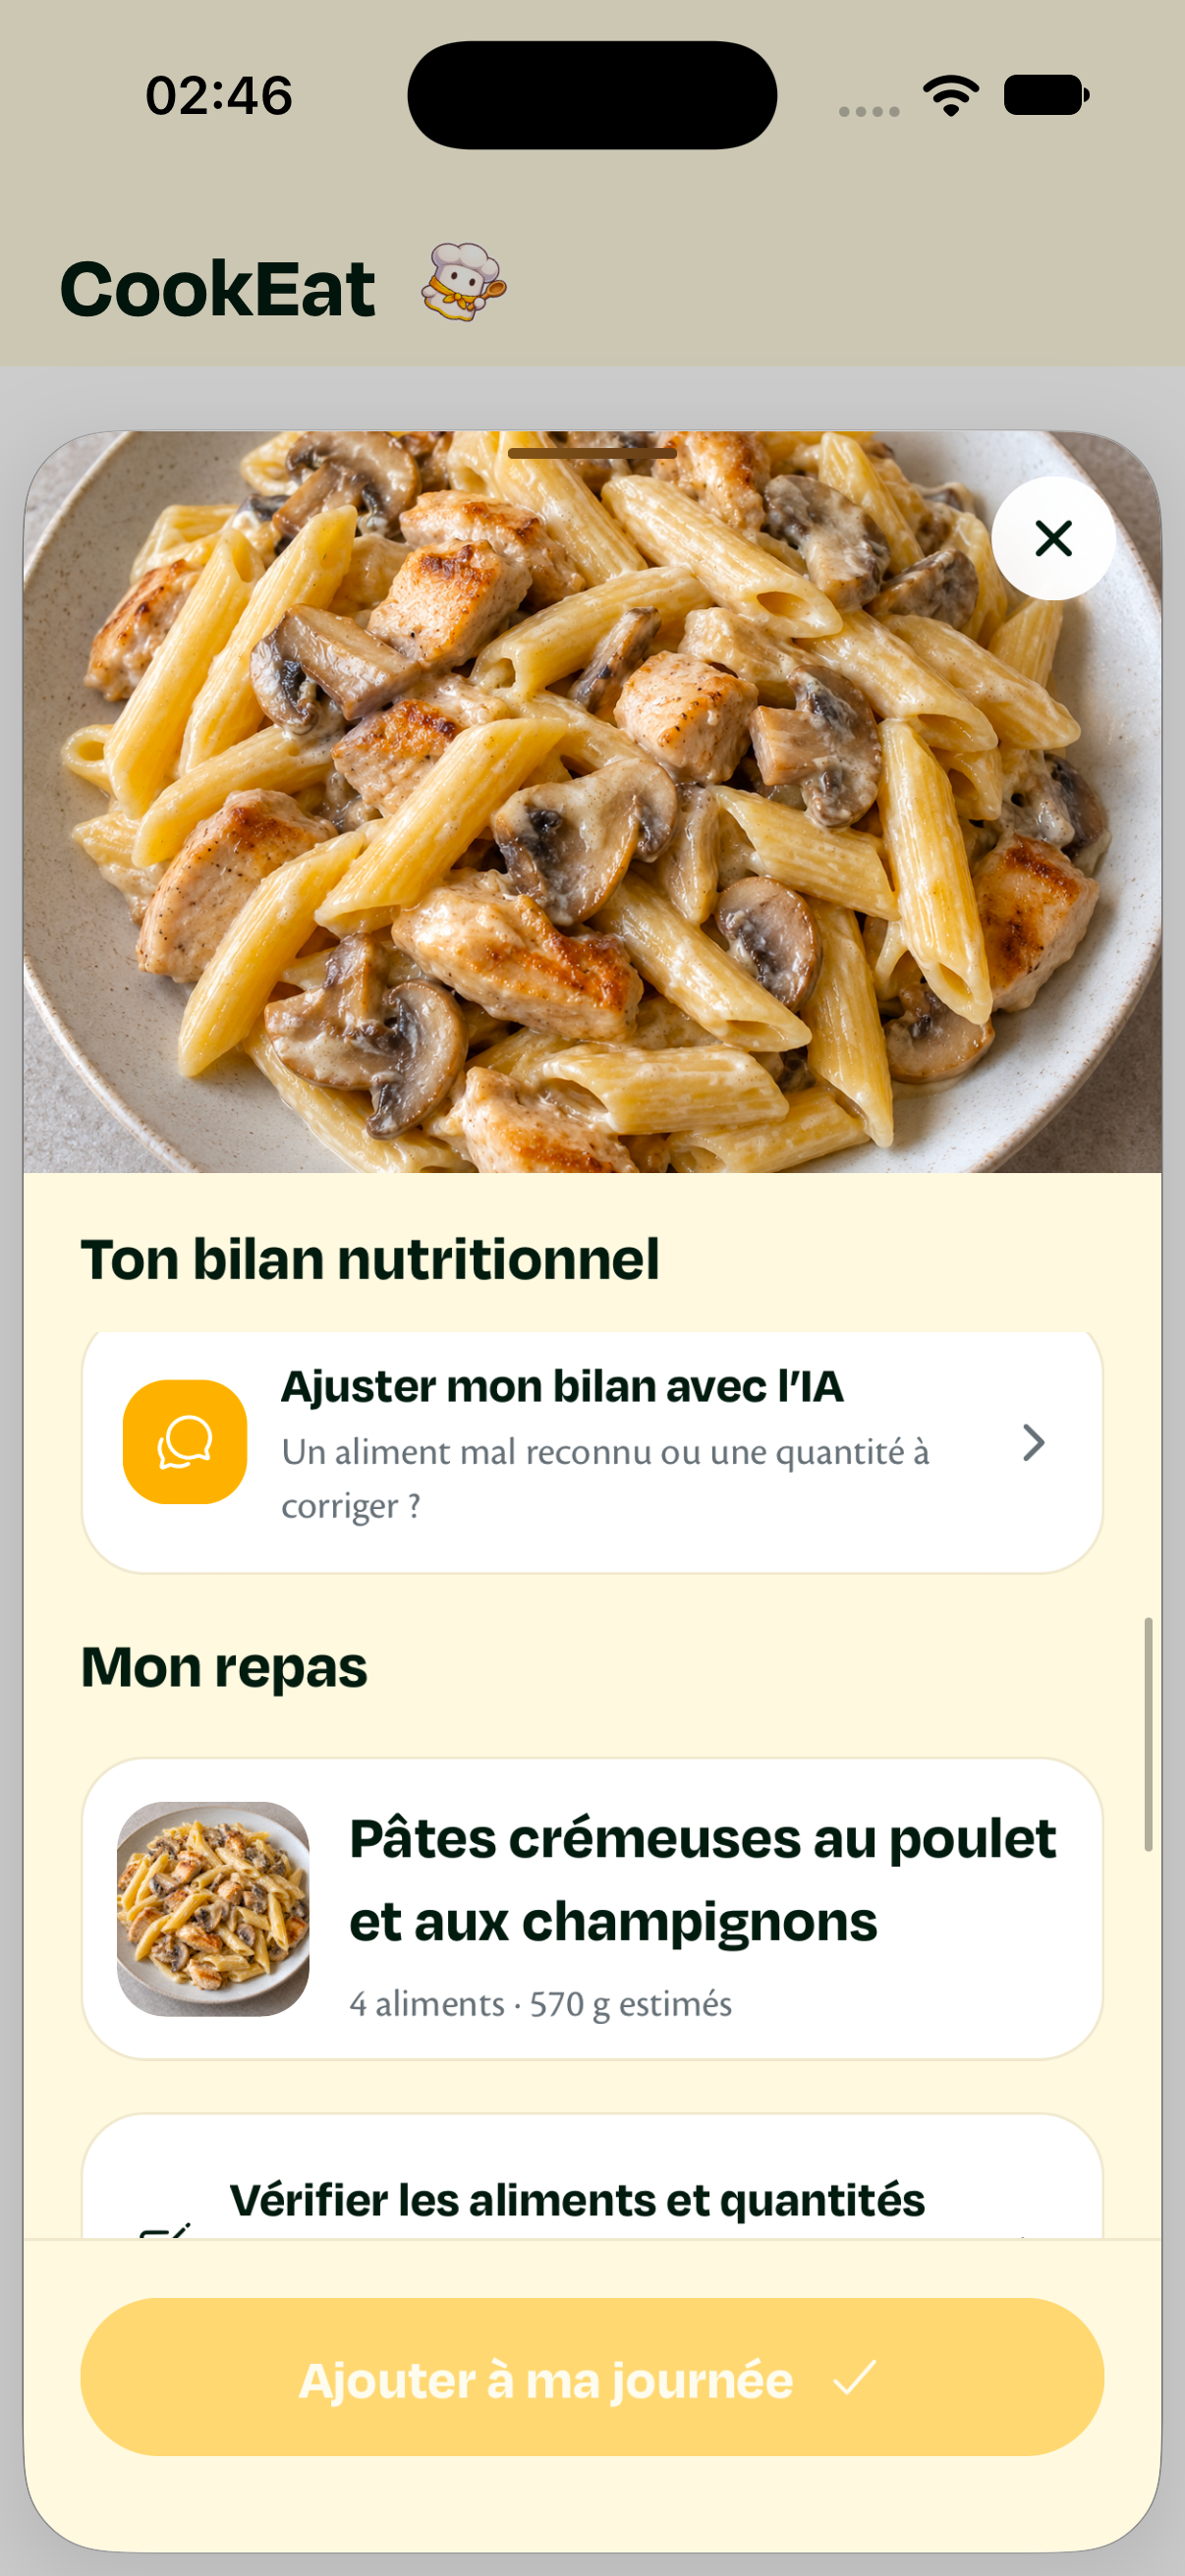 02:46
CookEat
Ton bilan nutritionnel
Ajuster mon bilan avec l’IA
Un aliment mal reconnu ou une quantité à
corriger ?
Mon repas
Pâtes crémeuses au poulet
et aux champignons
4 aliments · 570 g estimés
Vérifier les aliments et quantités
Ajouter à ma journée